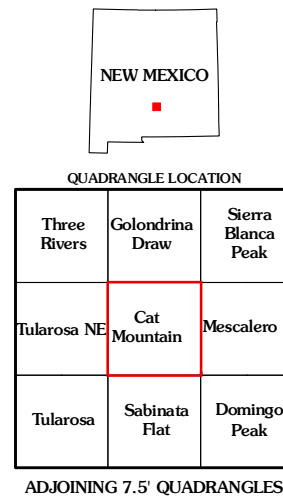 NEW MEXICO
QUADRANGLE LOCATION
Three
Rivers
Golondrina
Draw
Sierra
Blanca
Peak
Tularosa NE
Cat
Mountain
Mescalero
Tularosa
Sabinata
Flat
Domingo
Peak
ADJOINING 7.5' QUADRANGLES